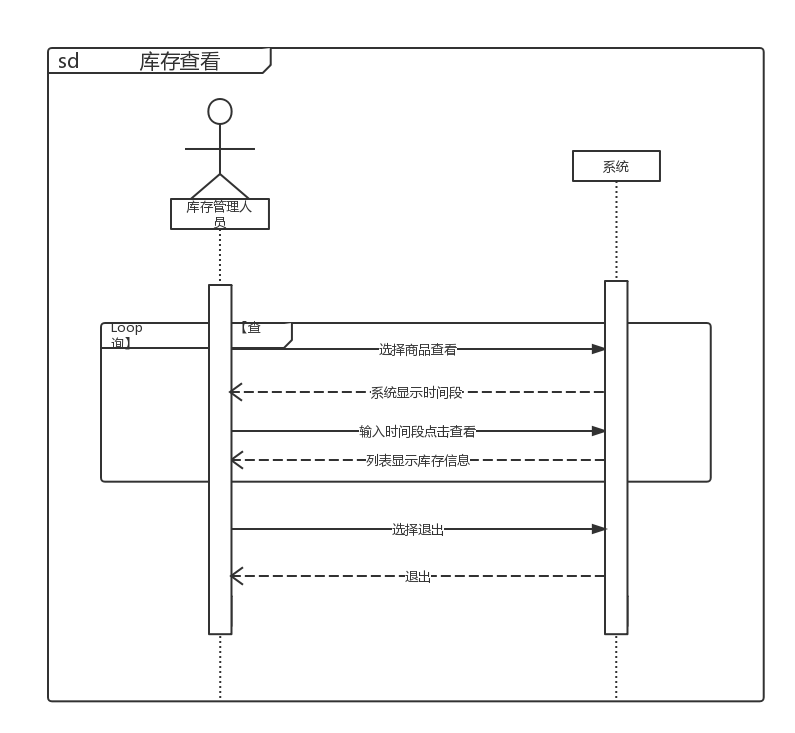 sd 库存查看
系统
库存管理人
员
Loop 【查
询】
选择商品查看
系统显示时间段
输入时间段点击查看
列表显示库存信息
选择退出
退出